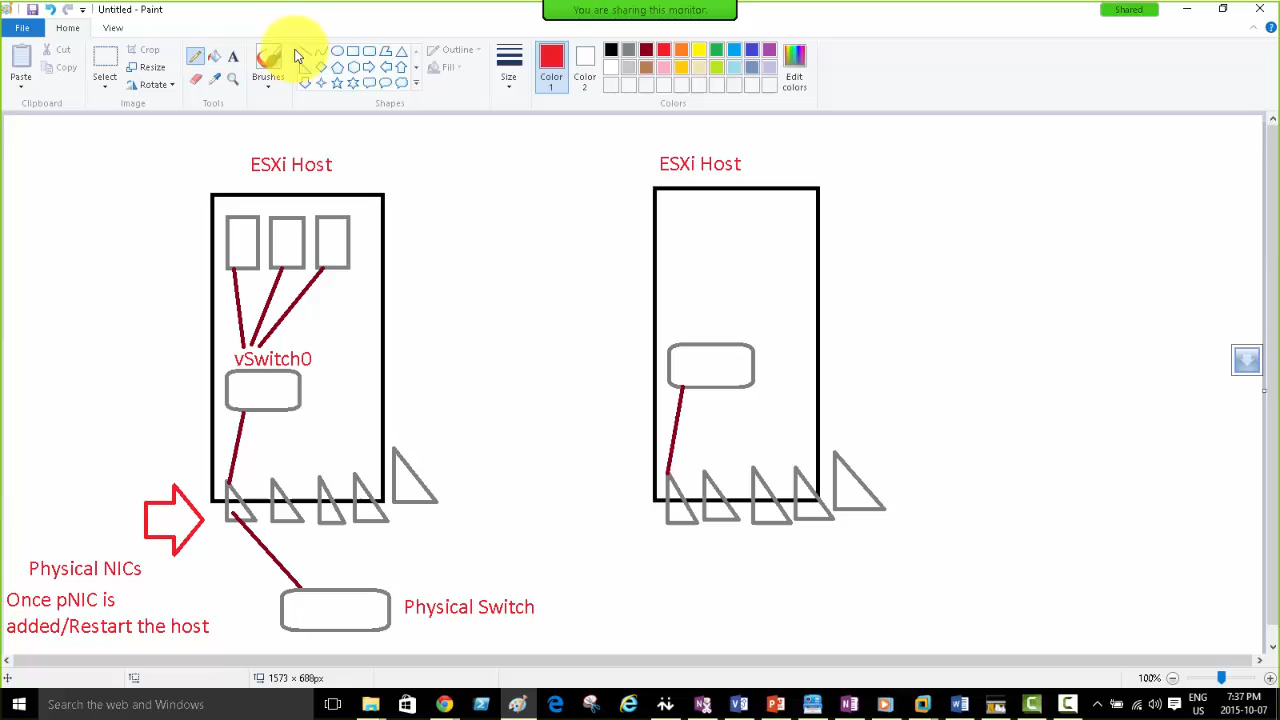 You are sharing this monitor.
Shared
Untitled - Paint
File
Home
View
Paste
Cut
Copy
Clipboard
Select
Crop
Resize
Rotate
Image
Tools
Brushes
Outline
Fill
Shapes
Size
Color 1
Color 2
Edit colors
Colors
ESXi Host
ESXi Host
vSwitch0
Physical NICs
Once pNIC is
added/Restart the host
Physical Switch
1573 × 688px
100%
Search the web and Windows
ENG
US
7:37 PM
2015-10-07